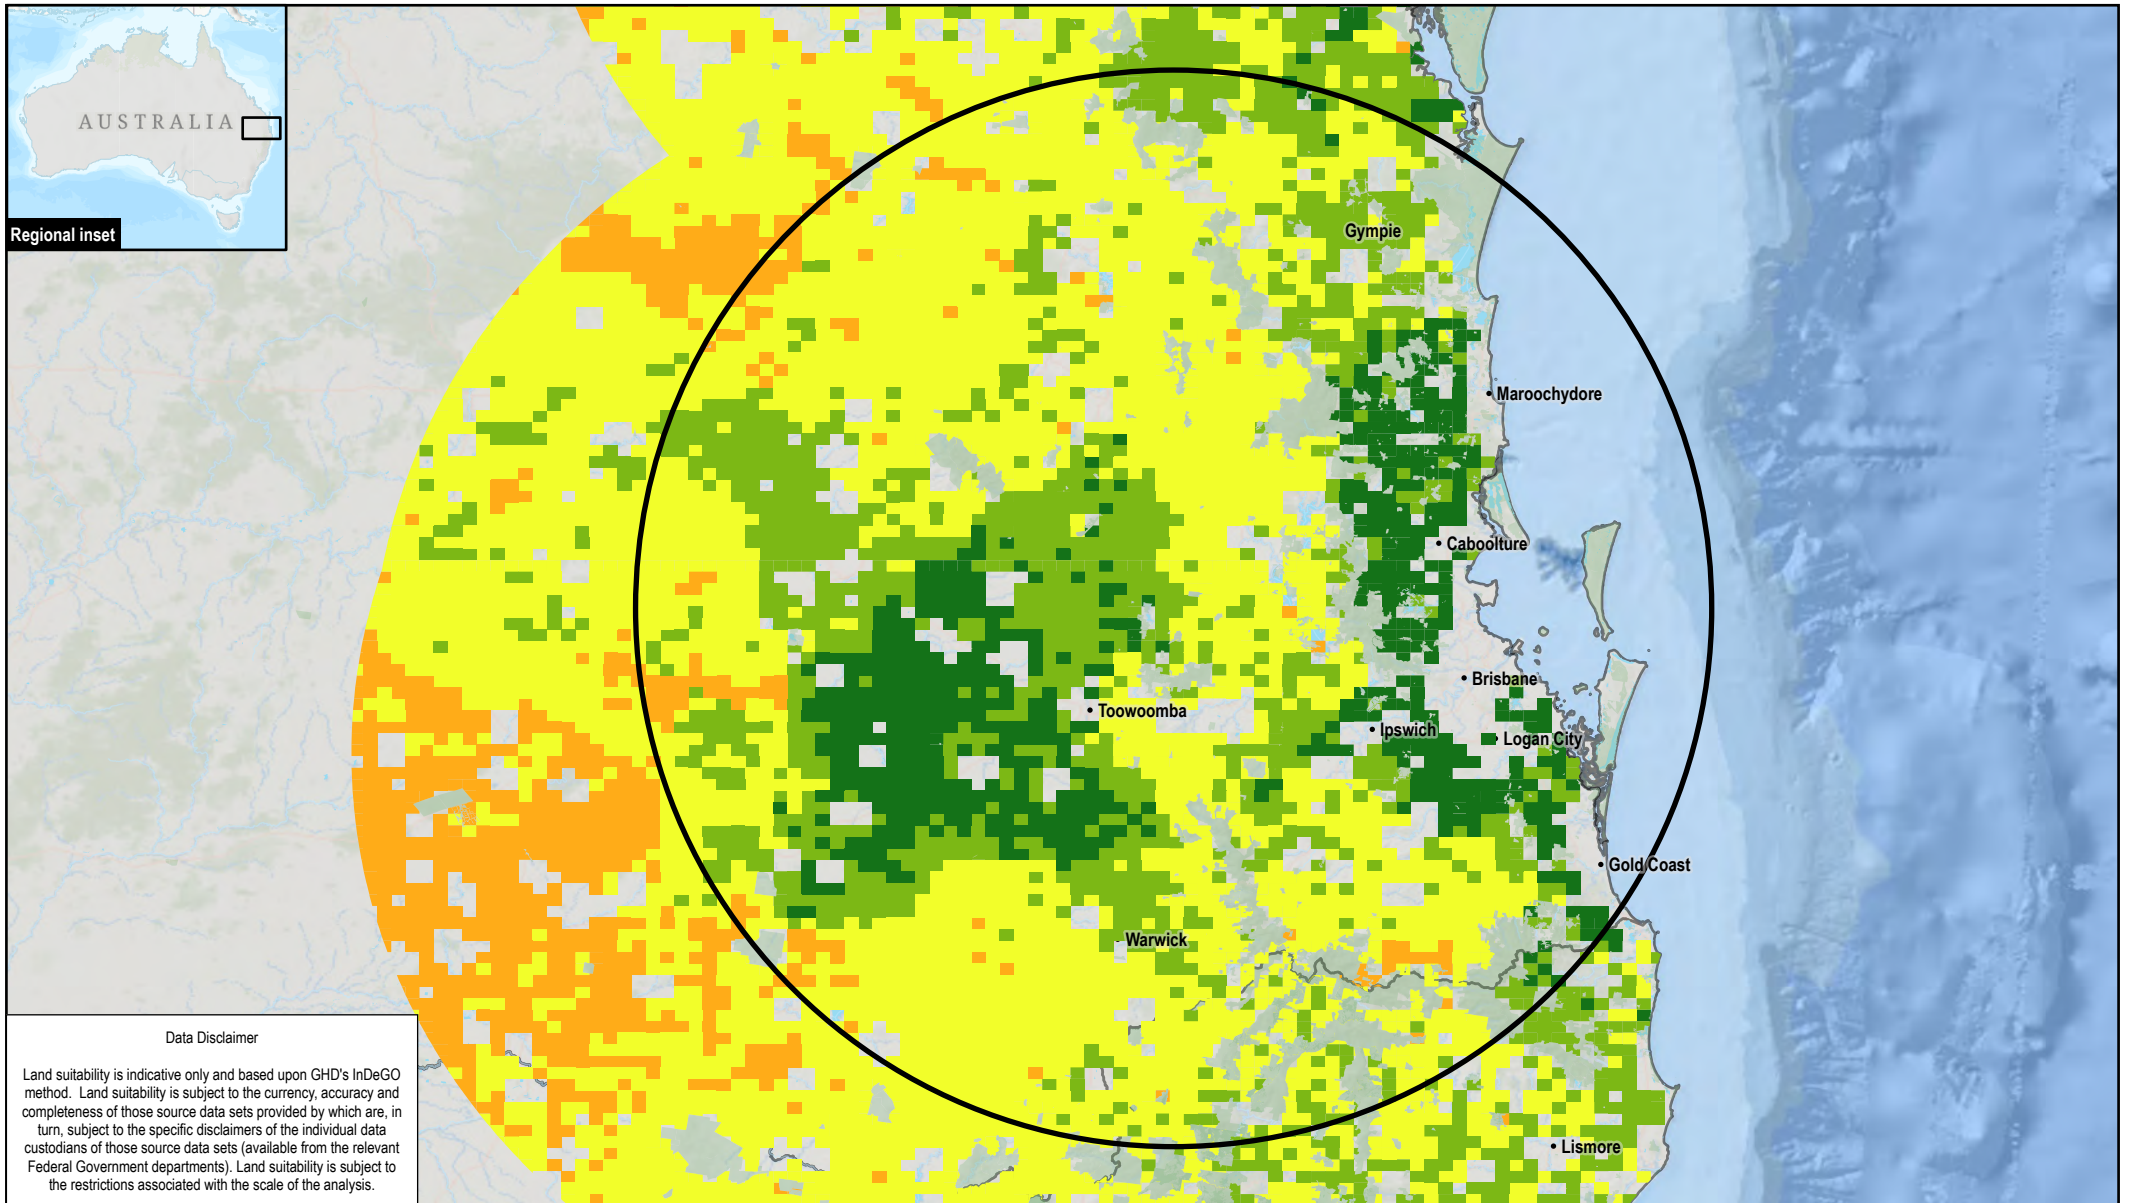 AUSTRALIA
Regional inset
Gympie
Maroochydore
Caboolture
Brisbane
Toowoomba
Ipswich
Logan City
Gold Coast
Warwick
Lismore
Data Disclaimer
Land suitability is indicative only and based upon GHD's InDeGO
method. Land suitability is subject to the currency, accuracy and
completeness of those source data sets provided by which are, in
turn, subject to the specific disclaimers of the individual data
custodians of those source data sets (available from the relevant
Federal Government departments). Land suitability is subject to
the restrictions associated with the scale of the analysis.